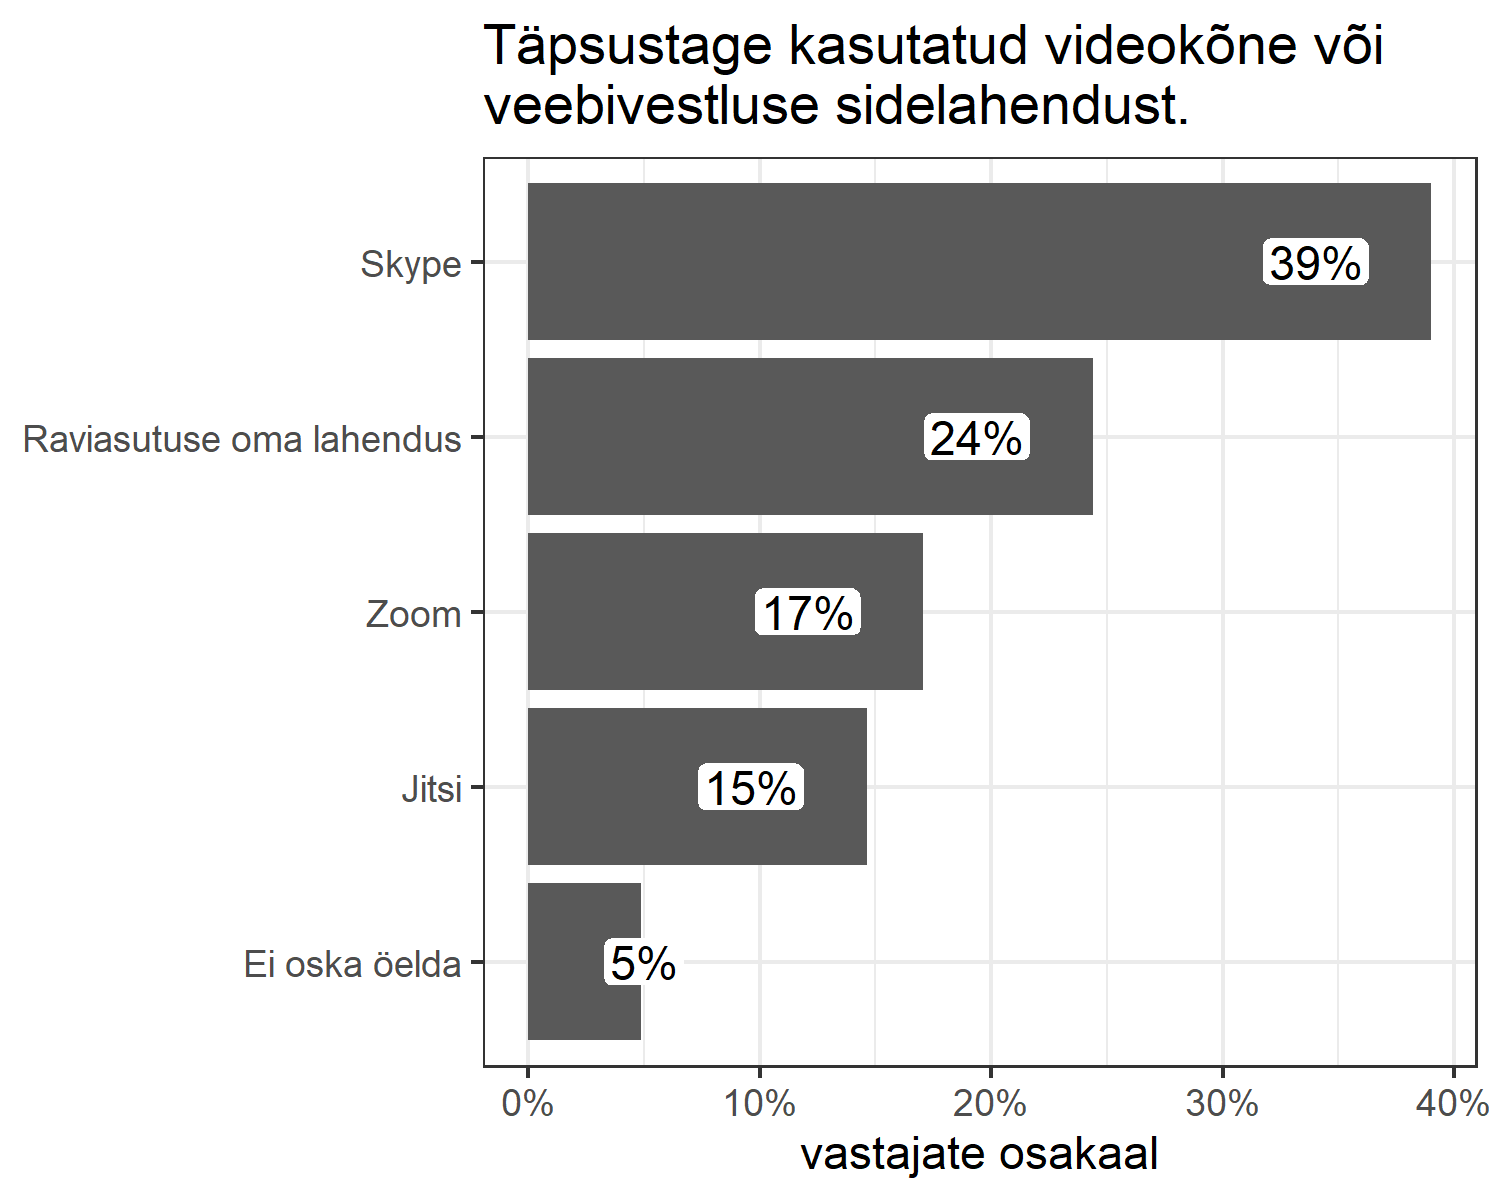 Täpsustage kasutatud videokõne või
veebivestluse sidelahendust.
Skype
39%
Raviasutuse oma lahendus
24%
Zoom
17%
Jitsi
15%
Ei oska öelda
5%
0% 10% 20% 30% 40%
vastajate osakaal